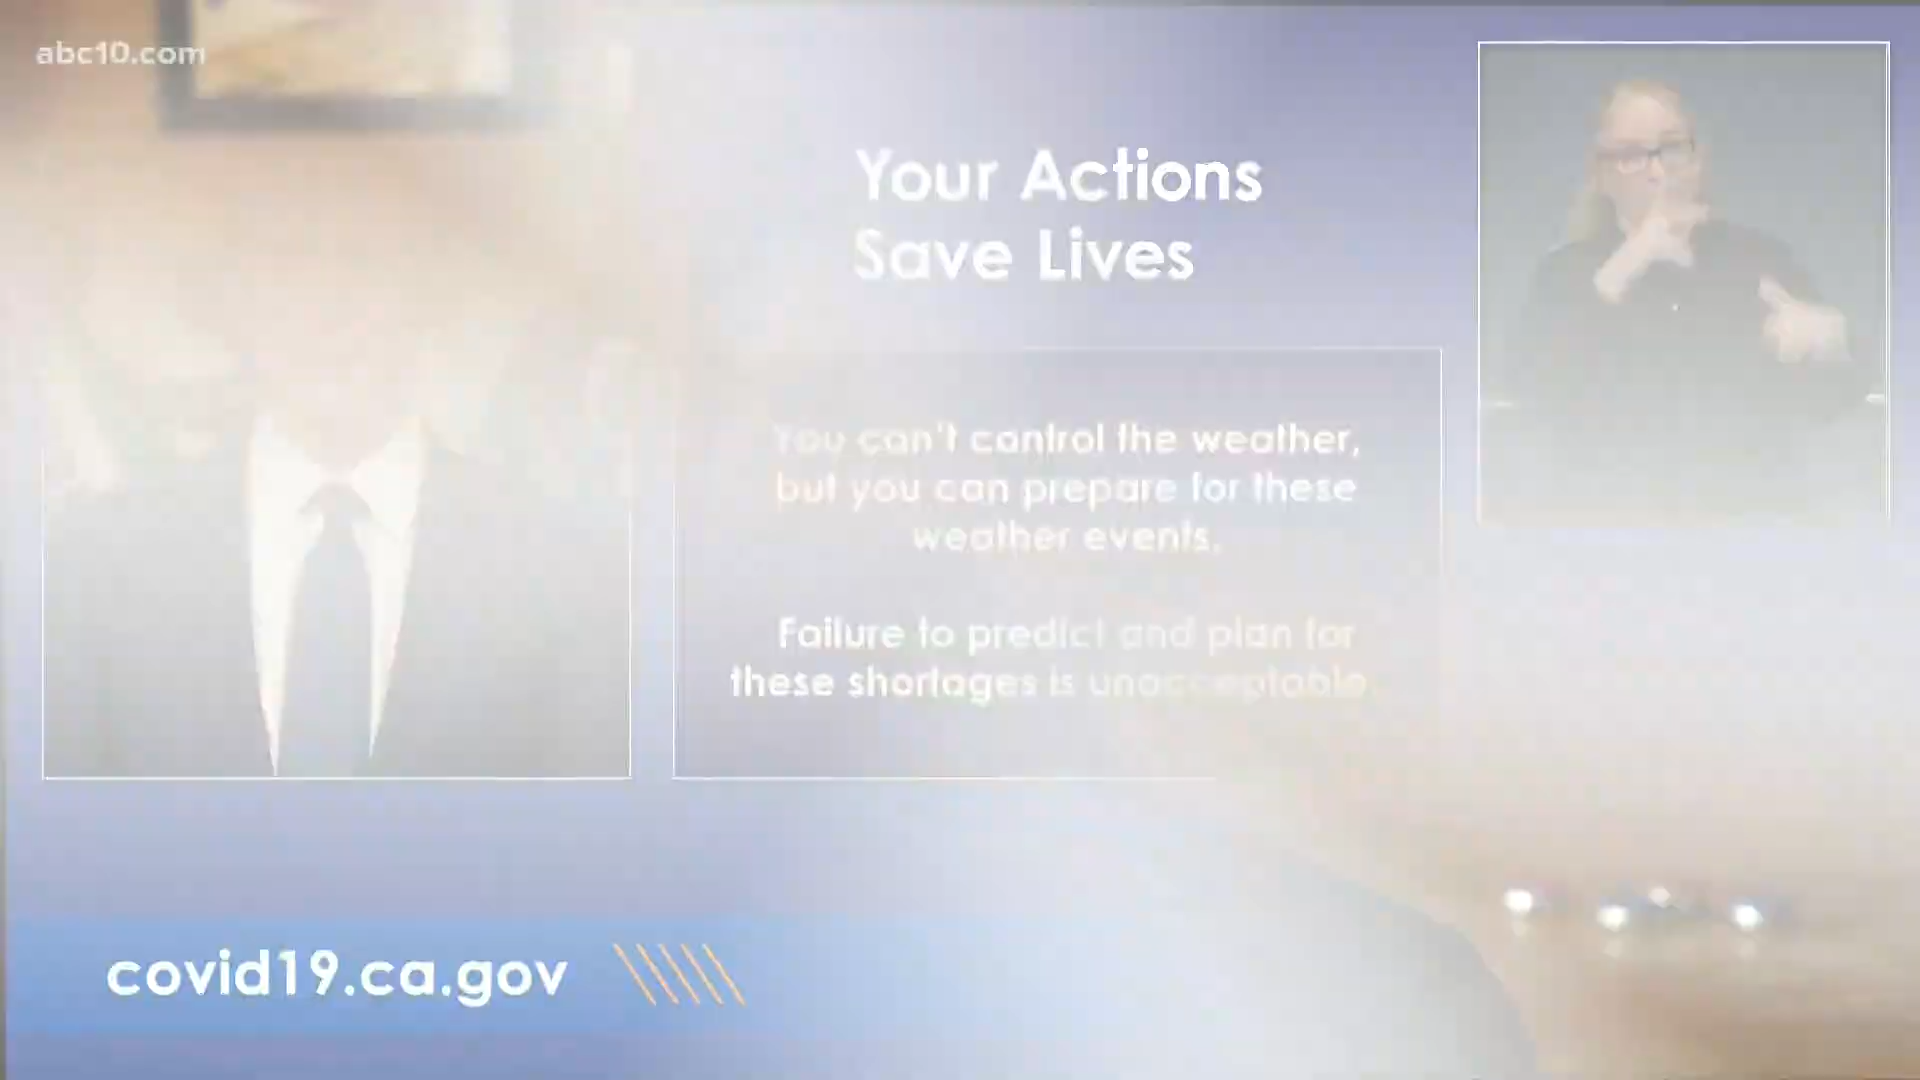 abc10.com
Your Actions
Save Lives
You can't control the weather,
but you can prepare for these
weather events.
Failure to predict and plan for
these shortages is unacceptable.
covid19.ca.gov